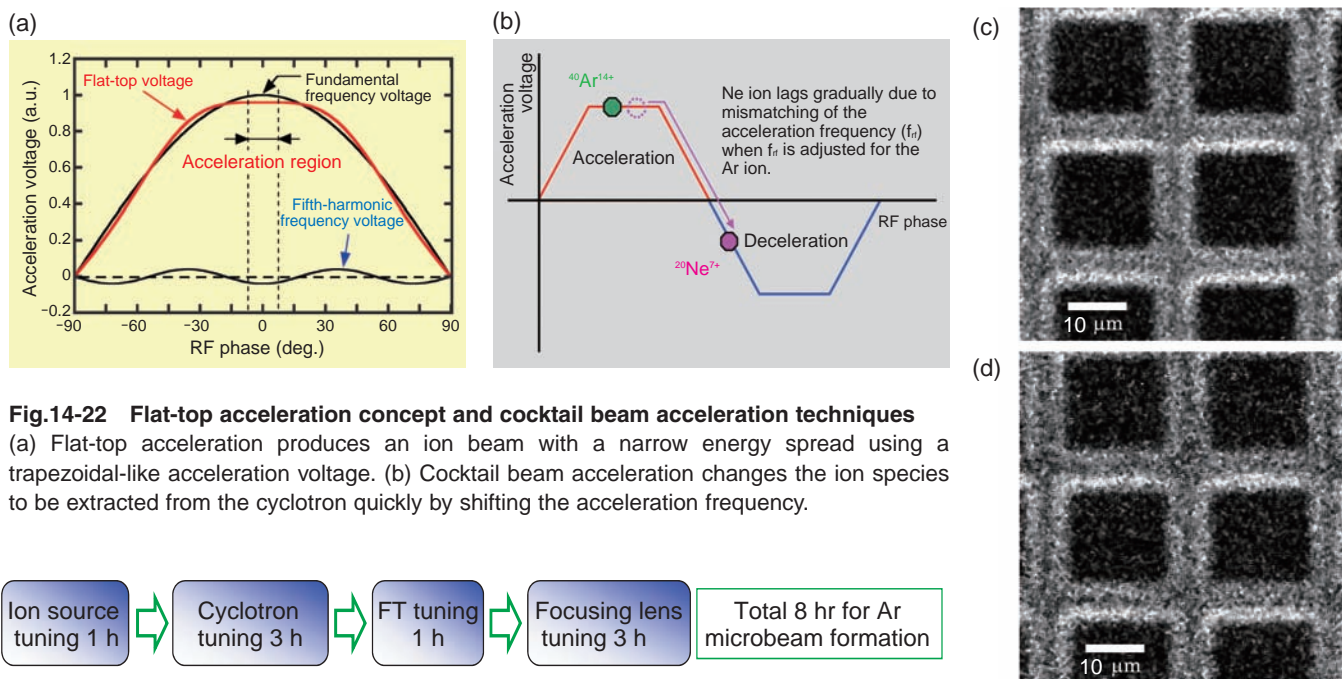 (a)
Acceleration voltage (a.u.)
1.2
1
0.8
0.6
0.4
0.2
0
-0.2
Flat-top voltage
Fundamental
frequency voltage
Acceleration region
Fifth-harmonic
frequency voltage
-90
-60
-30
0
30
60
90
RF phase (deg.)
(b)
Acceleration
voltage
⁴⁰Ar¹⁴⁺
Acceleration
Ne ion lags gradually due to
mismatching of the
acceleration frequency (f_rf)
when f_rf is adjusted for the
Ar ion.
RF phase
Deceleration
²⁰Ne⁷⁺
(c)
10 µm
(d)
10 µm
Fig.14-22 Flat-top acceleration concept and cocktail beam acceleration techniques
(a) Flat-top acceleration produces an ion beam with a narrow energy spread using a
trapezoidal-like acceleration voltage. (b) Cocktail beam acceleration changes the ion species
to be extracted from the cyclotron quickly by shifting the acceleration frequency.
Ion source
tuning 1 h
Cyclotron
tuning 3 h
FT tuning
1 h
Focusing lens
tuning 3 h
Total 8 hr for Ar
microbeam formation